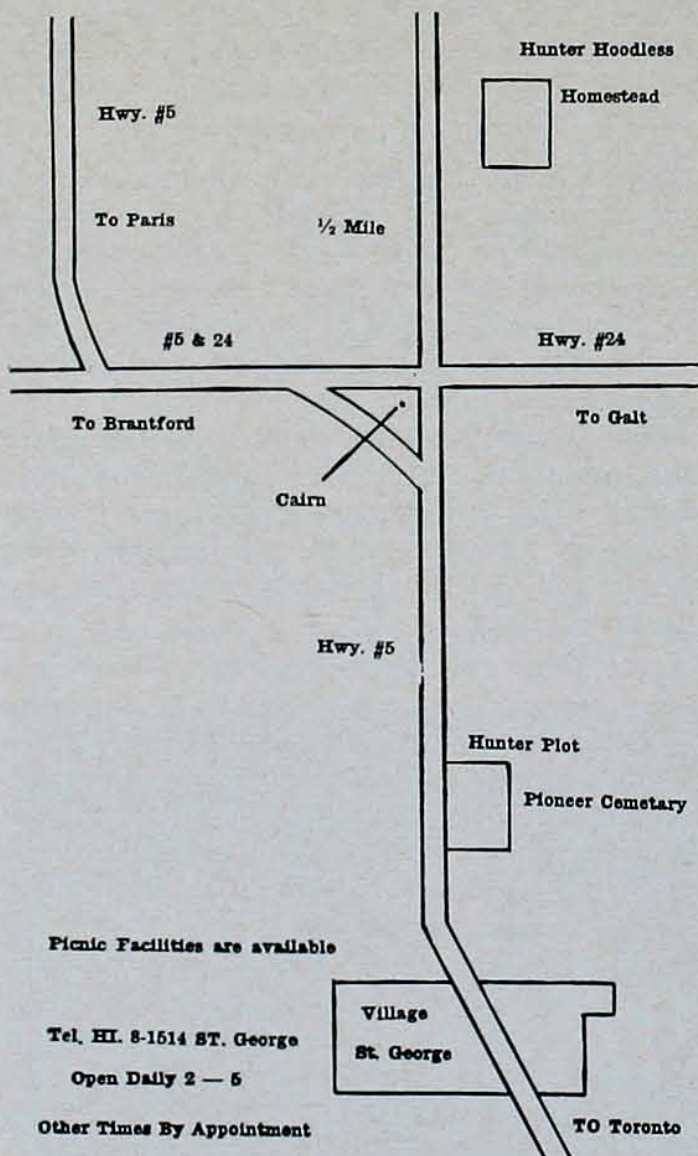 Hunter Hoodless
Homestead
Hwy. #5
To Paris
½ Mile
#5 & 24
Hwy. #24
To Brantford
To Galt
Cairn
Hwy. #5
Hunter Plot
Pioneer Cemetary
Picnic Facilities are available
Village
St. George
Tel. HI. 8-1514 ST. George
Open Daily 2 — 5
Other Times By Appointment
TO Toronto